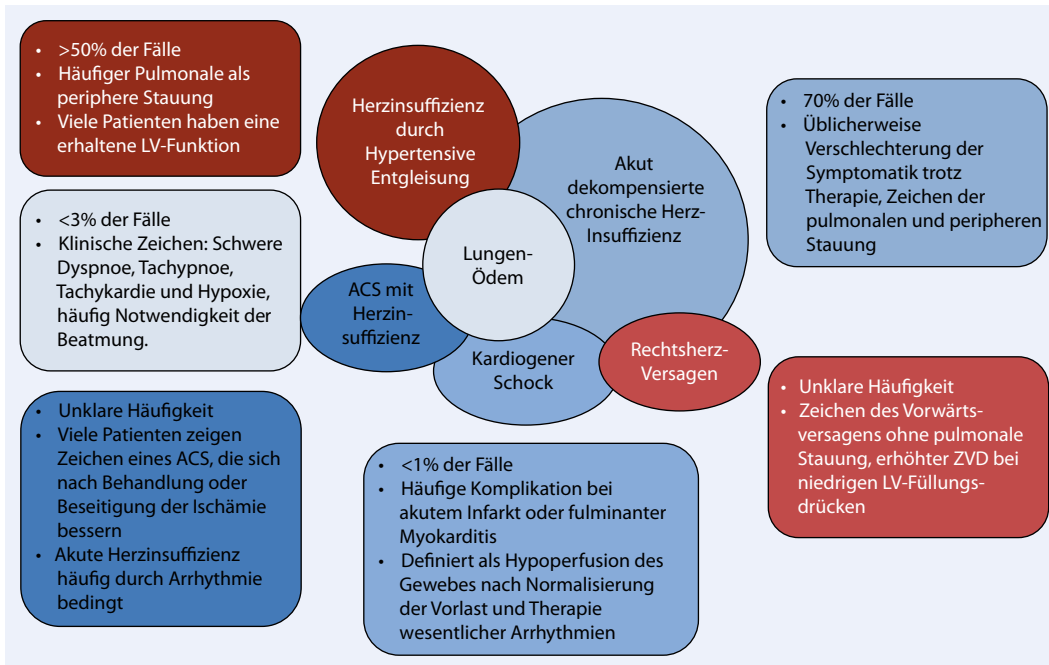 • >50% der Fälle
• Häufiger Pulmonale als
periphere Stauung
• Viele Patienten haben eine
erhaltene LV-Funktion
• <3% der Fälle
• Klinische Zeichen: Schwere
Dyspnoe, Tachypnoe,
Tachykardie und Hypoxie,
häufig Notwendigkeit der
Beatmung.
• Unklare Häufigkeit
• Viele Patienten zeigen
Zeichen eines ACS, die sich
nach Behandlung oder
Beseitigung der Ischämie
bessern
• Akute Herzinsuffizienz
häufig durch Arrhythmie
bedingt
Herzinsuffizienz
durch
Hypertensive
Entgleisung
Akut
dekompensierte
chronische Herz-
Insuffizienz
Lungen-
Ödem
ACS mit
Herzin-
suffizienz
Kardiogener
Schock
Rechtsherz-
Versagen
• <1% der Fälle
• Häufige Komplikation bei
akutem Infarkt oder fulminanter
Myokarditis
• Definiert als Hypoperfusion des
Gewebes nach Normalisierung
der Vorlast und Therapie
wesentlicher Arrhythmien
• 70% der Fälle
• Üblicherweise
Verschlechterung der
Symptomatik trotz
Therapie, Zeichen der
pulmonalen und peripheren
Stauung
• Unklare Häufigkeit
• Zeichen des Vorwärts-
versagens ohne pulmonale
Stauung, erhöhter ZVD bei
niedrigen LV-Füllungs-
drücken